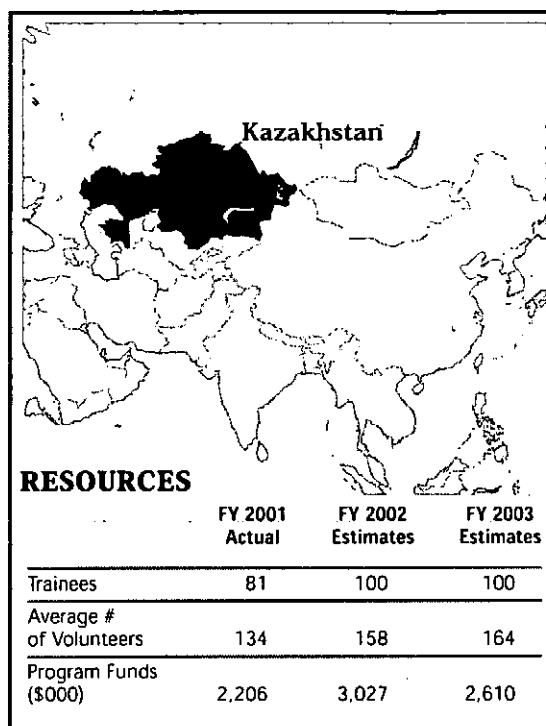 Kazakhstan
RESOURCES
FY 2001 FY 2002 FY 2003
Actual Estimates Estimates
Trainees 81 100 100
Average #
of Volunteers 134 158 164
Program Funds
($000) 2,206 3,027 2,610